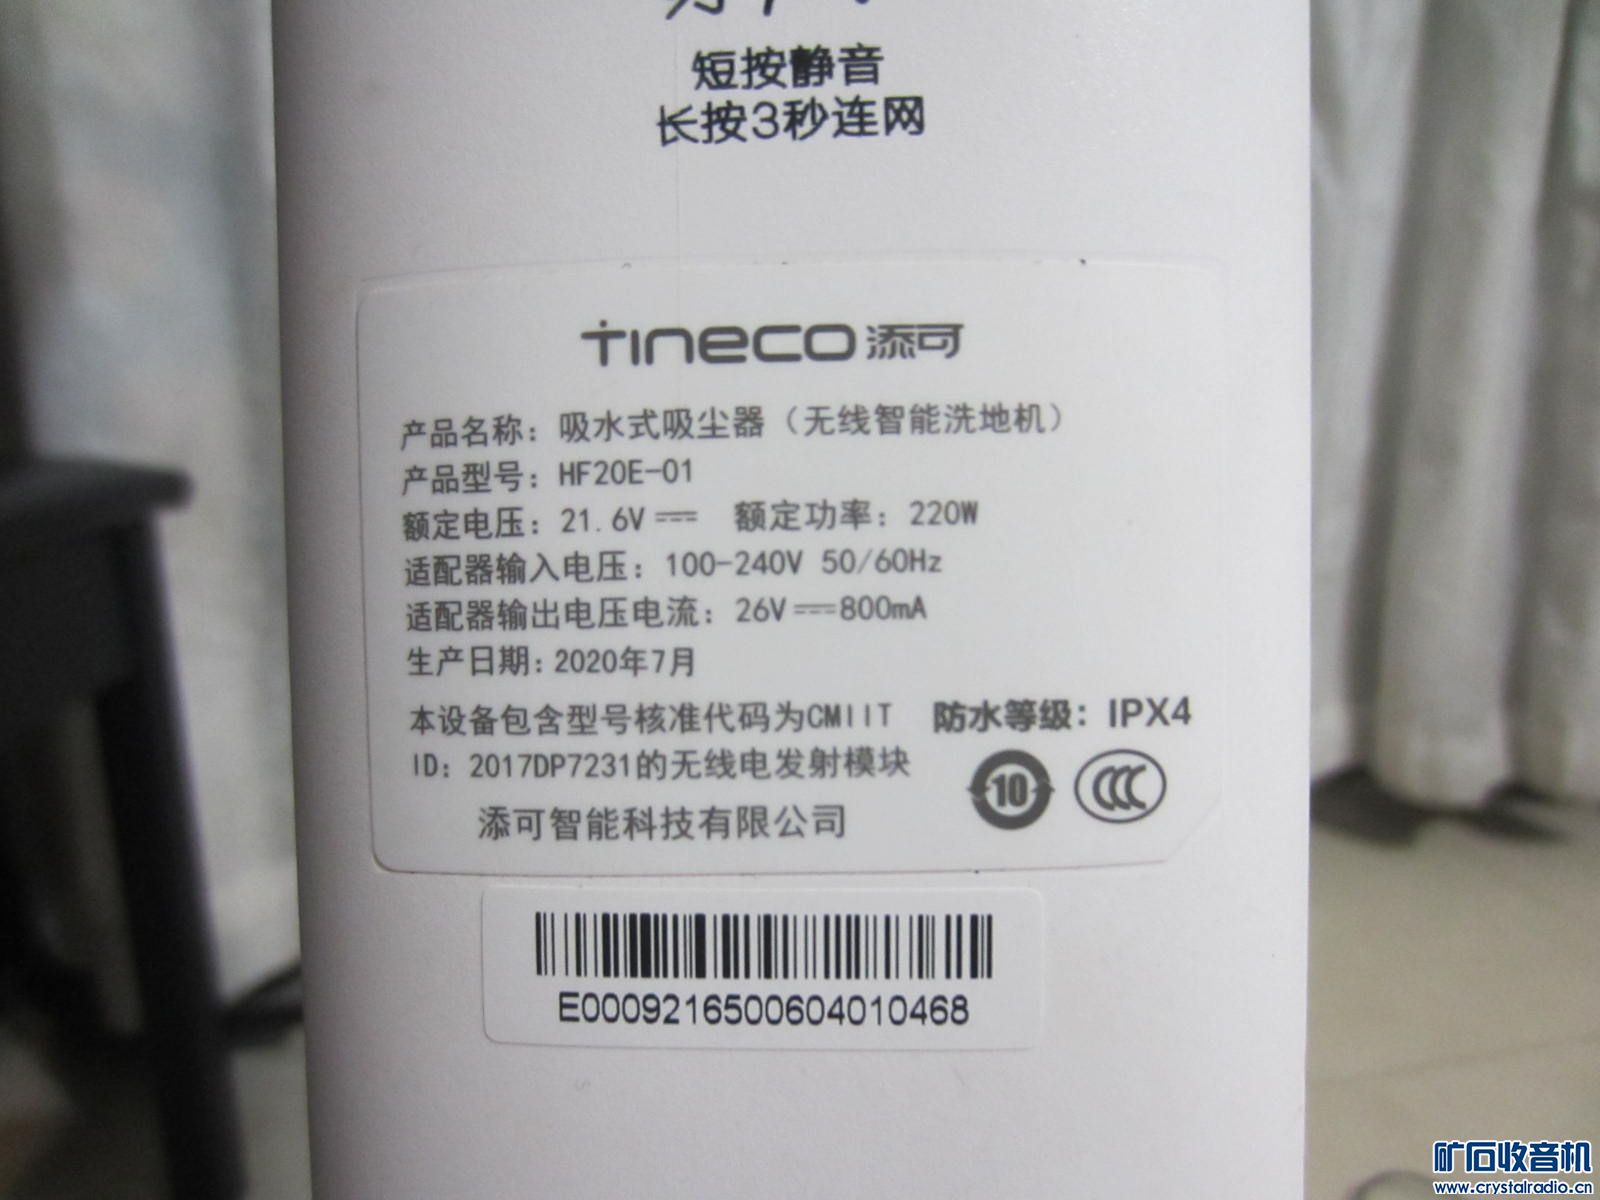 短按静音
长按3秒连网
TINECO添可
产品名称：吸水式吸尘器（无线智能洗地机）
产品型号：HF20E-01
额定电压：21.6V⎓ 额定功率：220W
适配器输入电压：100-240V 50/60Hz
适配器输出电压电流：26V⎓800mA
生产日期：2020年7月
本设备包含型号核准代码为CMIIT
ID：2017DP7231的无线电发射模块
防水等级：IPX4
10
CCC
添可智能科技有限公司
E0009216500604010468
矿石收音机
www.crystalradio.cn